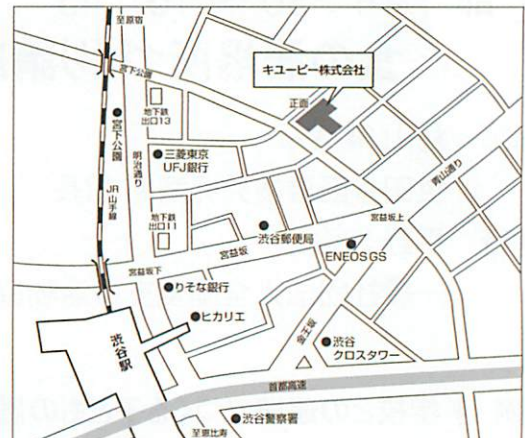 至原宿
宮下公園
キユーピー株式会社
正面
地下鉄
出口13
宮下公園
明治通り
三菱東京
UFJ銀行
JR山手線
青山通り
地下鉄
出口11
宮益坂上
渋谷郵便局
宮益坂
ENEOS GS
宮益坂下
りそな銀行
ヒカリエ
金王坂
渋谷駅
渋谷
クロスタワー
首都高速
渋谷警察署
至恵比寿